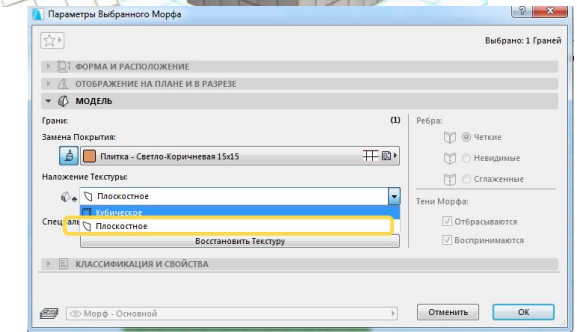 Параметры Выбранного Морфа
Выбрано: 1 Граней
ФОРМА И РАСПОЛОЖЕНИЕ
ОТОБРАЖЕНИЕ НА ПЛАНЕ И В РАЗРЕЗЕ
МОДЕЛЬ
Грани: (1)
Замена Покрытия:
Плитка - Светло-Коричневая 15x15
Наложение Текстуры:
Плоскостное
Кубическое
Плоскостное
Восстановить Текстуру
Ребра:
Четкие
Невидимые
Сглаженные
Тени Морфа:
Отбрасываются
Воспринимаются
КЛАССИФИКАЦИЯ И СВОЙСТВА
Морф - Основной
Отменить
ОК